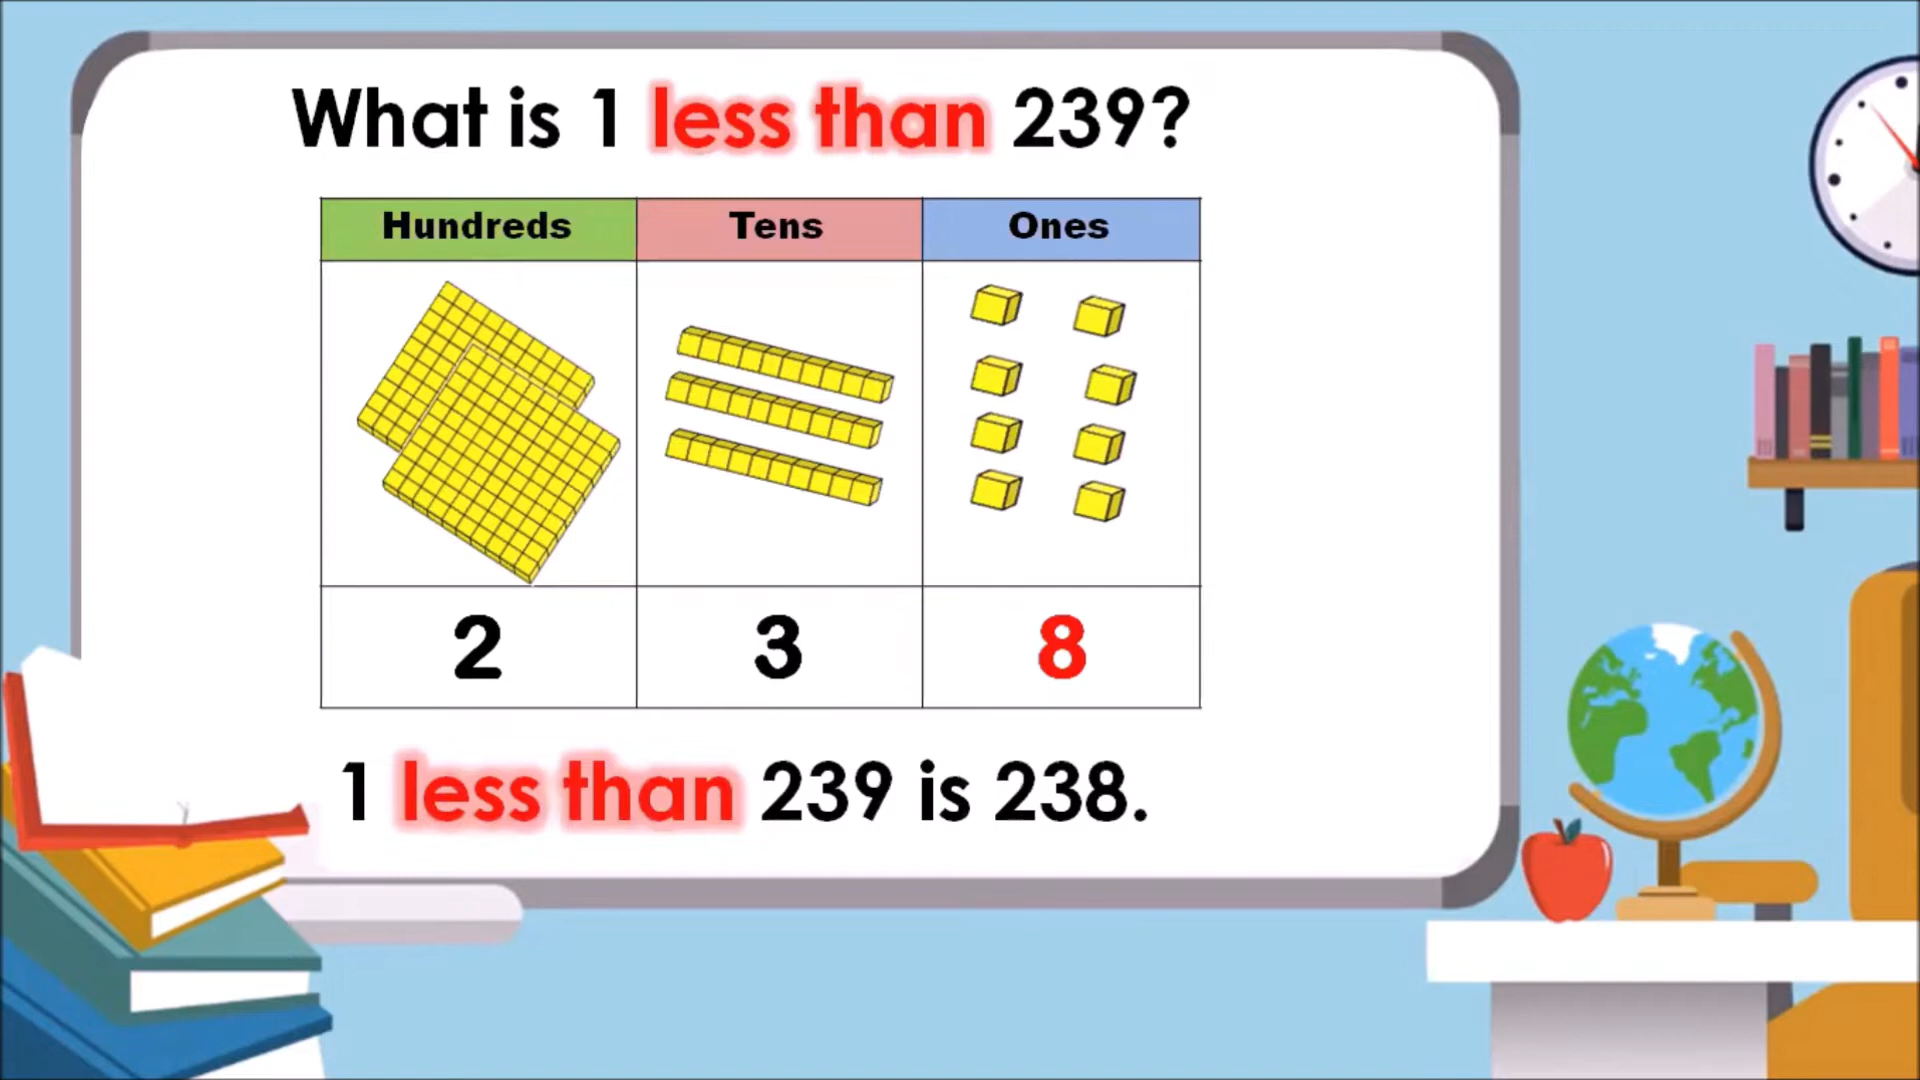 What is 1 less than 239?
Hundreds Tens Ones
2 3 8
1 less than 239 is 238.